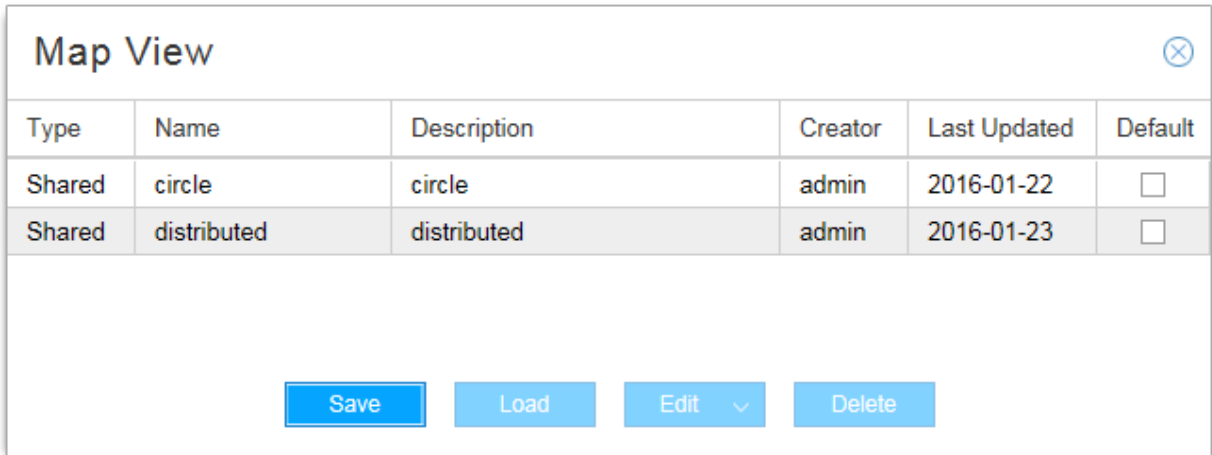 Map View
Type Name Description Creator Last Updated Default
Shared circle circle admin 2016-01-22
Shared distributed distributed admin 2016-01-23
Save Load Edit Delete